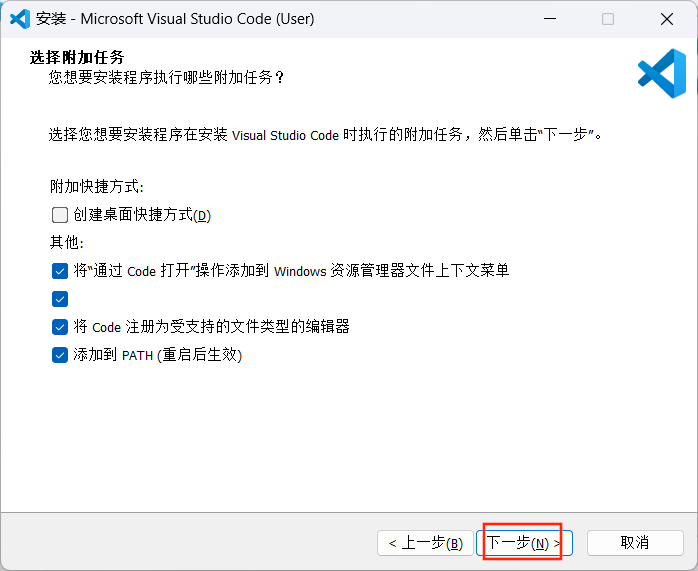 安装 - Microsoft Visual Studio Code (User)
选择附加任务
您想要安装程序执行哪些附加任务？
选择您想要安装程序在安装 Visual Studio Code 时执行的附加任务，然后单击“下一步”。
附加快捷方式:
创建桌面快捷方式(D)
其他:
将“通过 Code 打开”操作添加到 Windows 资源管理器文件上下文菜单
将 Code 注册为受支持的文件类型的编辑器
添加到 PATH (重启后生效)
< 上一步(B) 下一步(N) > 取消